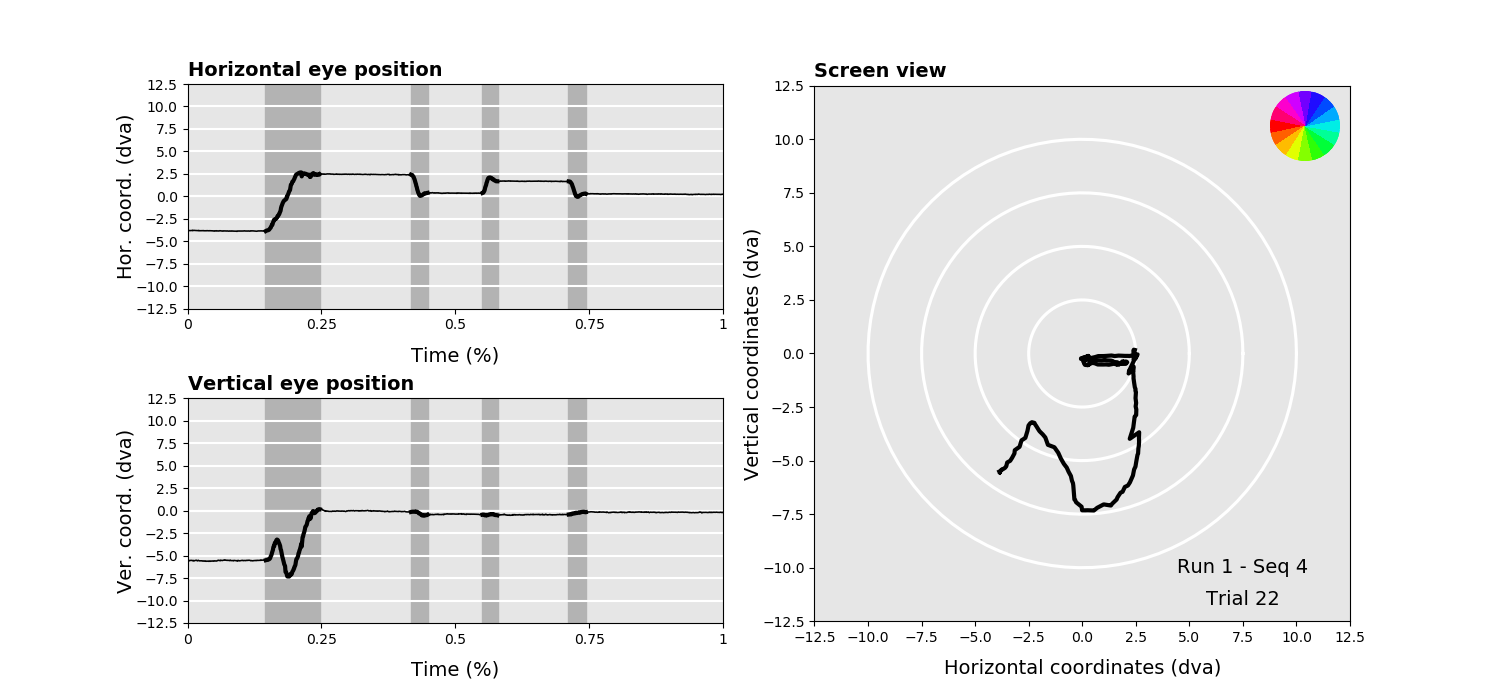 Horizontal eye position
12.5
10.0
7.5
5.0
2.5
0.0
−2.5
−5.0
−7.5
−10.0
−12.5
Hor. coord. (dva)
0 0.25 0.5 0.75 1
Time (%)
Vertical eye position
12.5
10.0
7.5
5.0
2.5
0.0
−2.5
−5.0
−7.5
−10.0
−12.5
Ver. coord. (dva)
0 0.25 0.5 0.75 1
Time (%)
Screen view
12.5
10.0
7.5
5.0
2.5
0.0
−2.5
−5.0
−7.5
−10.0
−12.5
Vertical coordinates (dva)
Run 1 - Seq 4
Trial 22
−12.5 −10.0 −7.5 −5.0 −2.5 0.0 2.5 5.0 7.5 10.0 12.5
Horizontal coordinates (dva)